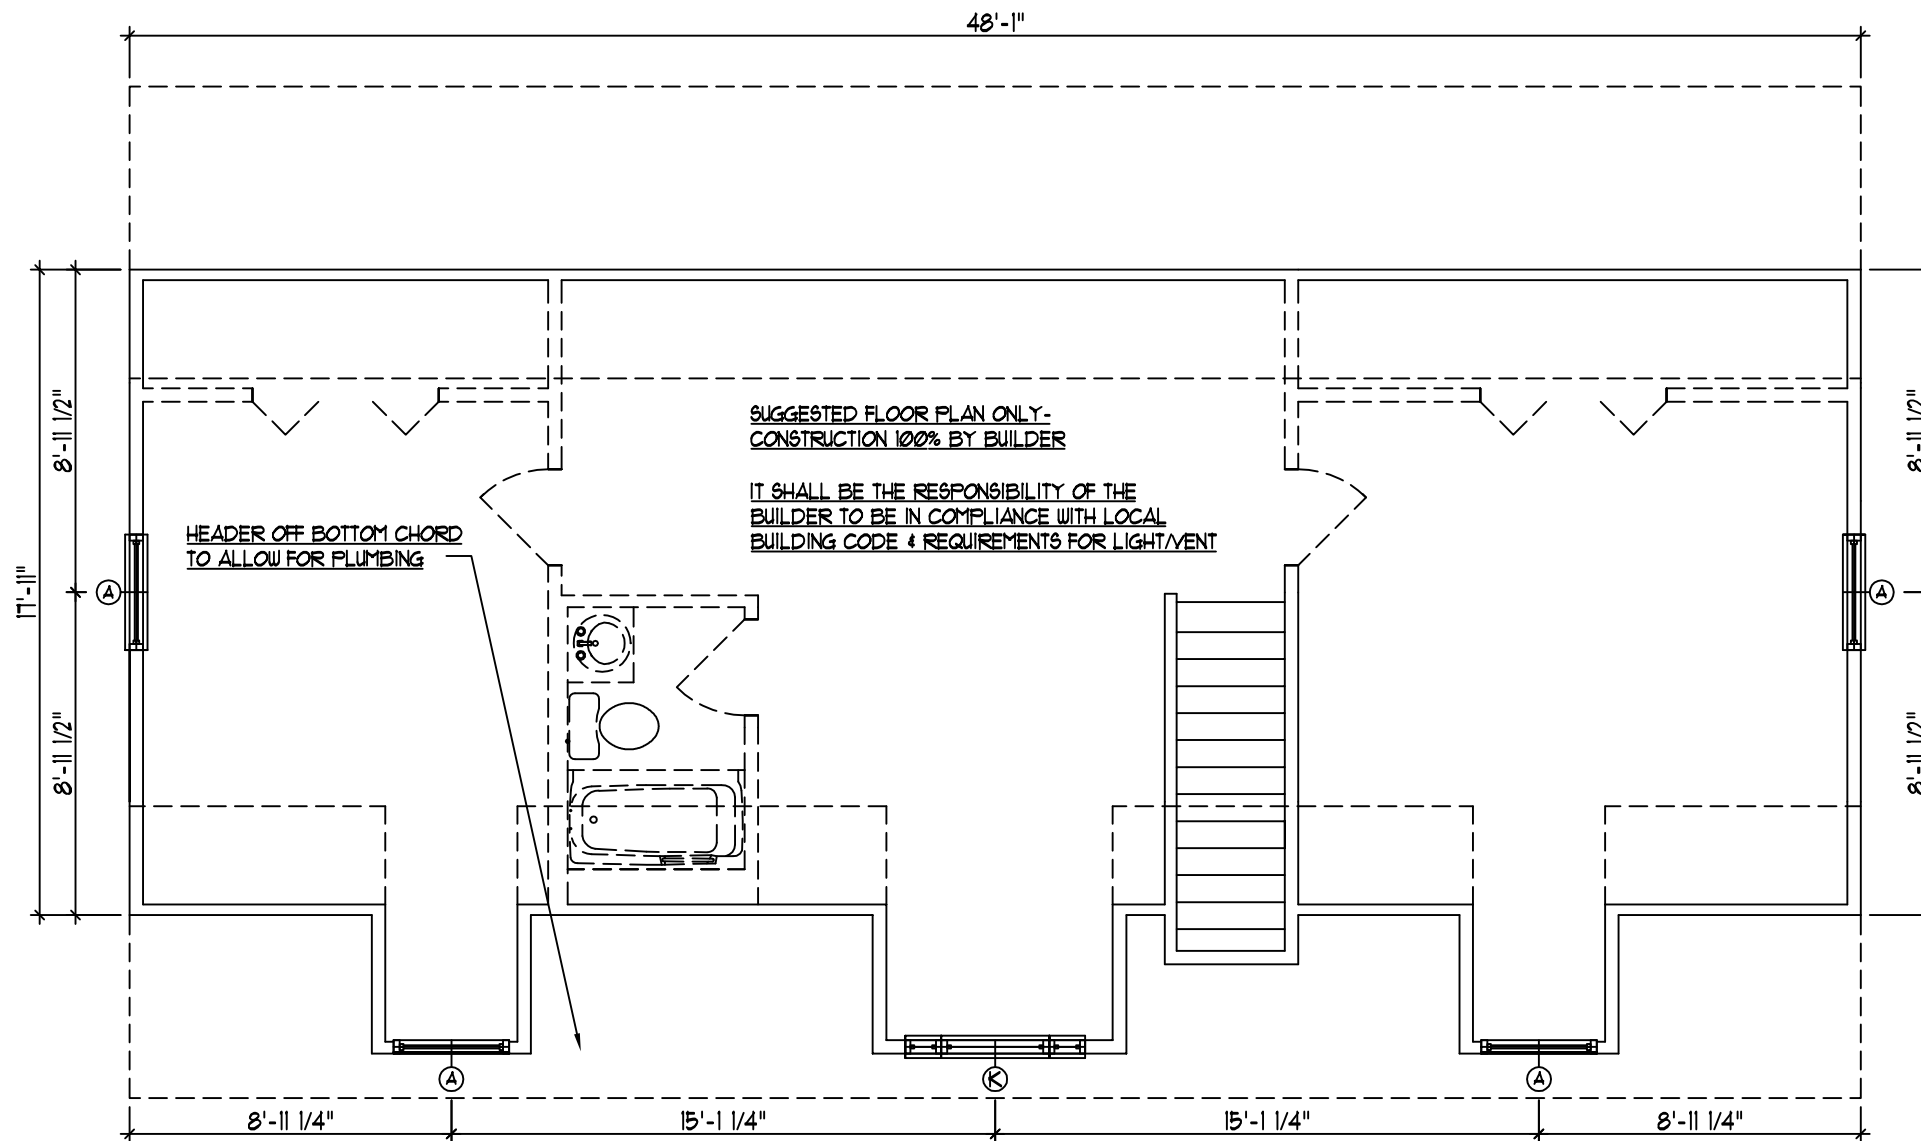 48'-1"
SUGGESTED FLOOR PLAN ONLY-
CONSTRUCTION 100% BY BUILDER
IT SHALL BE THE RESPONSIBILITY OF THE
BUILDER TO BE IN COMPLIANCE WITH LOCAL
BUILDING CODE & REQUIREMENTS FOR LIGHT/VENT
HEADER OFF BOTTOM CHORD
TO ALLOW FOR PLUMBING
8'-11 1/2"
8'-11 1/2"
17'-11"
A
A
8'-11 1/2"
8'-11 1/2"
A
K
A
8'-11 1/4"
15'-1 1/4"
15'-1 1/4"
8'-11 1/4"